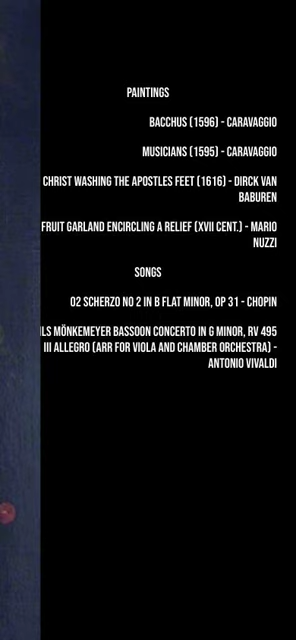 PAINTINGS
BACCHUS (1596) - CARAVAGGIO
MUSICIANS (1595) - CARAVAGGIO
CHRIST WASHING THE APOSTLES FEET (1616) - DIRCK VAN
BABUREN
FRUIT GARLAND ENCIRCLING A RELIEF (XVII CENT.) - MARIO
NUZZI
SONGS
02 SCHERZO NO 2 IN B FLAT MINOR, OP 31 - CHOPIN
ILS MÖNKEMEYER BASSOON CONCERTO IN G MINOR, RV 495
III ALLEGRO (ARR FOR VIOLA AND CHAMBER ORCHESTRA) -
ANTONIO VIVALDI